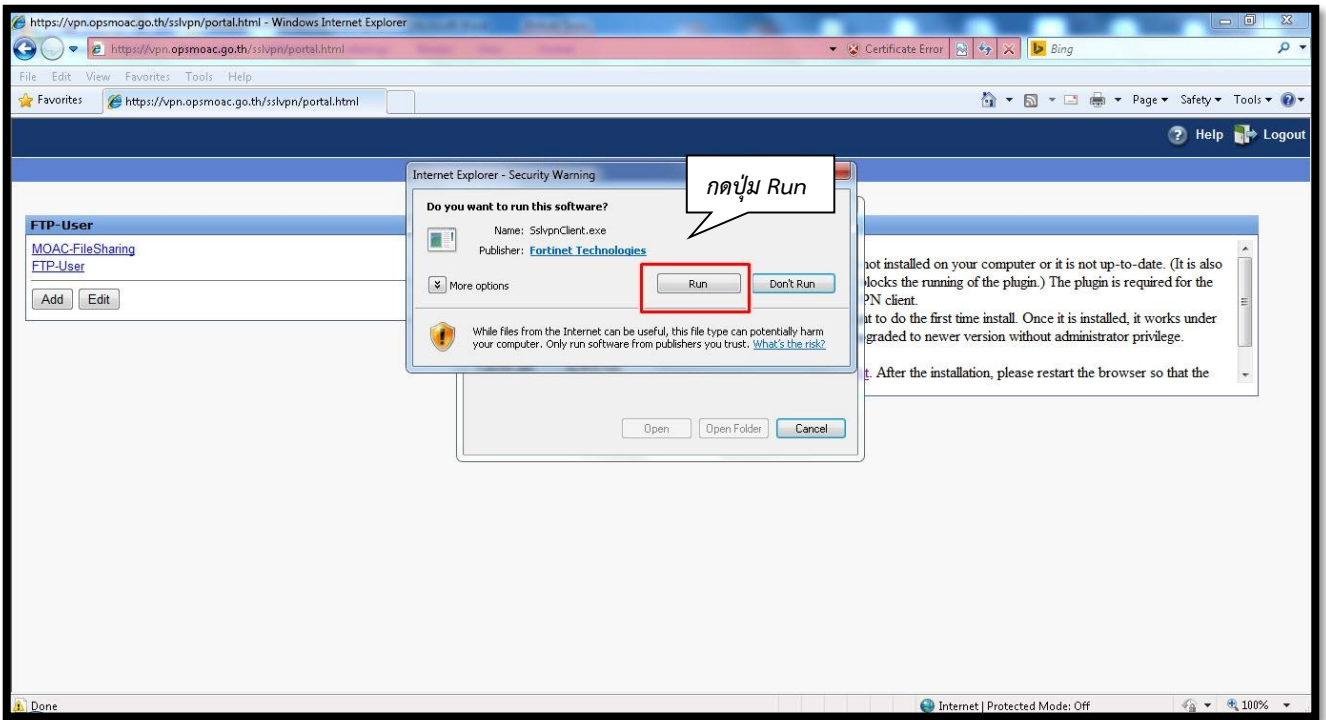 https://vpn.opsmoac.go.th/sslvpn/portal.html - Windows Internet Explorer
https://vpn.opsmoac.go.th/sslvpn/portal.html
Certificate Error
Bing
File Edit View Favorites Tools Help
Favorites
https://vpn.opsmoac.go.th/sslvpn/portal.html
Page Safety Tools
Help Logout
Internet Explorer - Security Warning
กดปุ่ม Run
Do you want to run this software?
Name: SslvpnClient.exe
Publisher: Fortinet Technologies
More options
Run
Don't Run
While files from the Internet can be useful, this file type can potentially harm
your computer. Only run software from publishers you trust. What's the risk?
FTP-User
MOAC-FileSharing
FTP-User
Add Edit
not installed on your computer or it is not up-to-date. (It is also
locks the running of the plugin.) The plugin is required for the
PN client.
nt to do the first time install. Once it is installed, it works under
graded to newer version without administrator privilege.
t. After the installation, please restart the browser so that the
Open
Open Folder
Cancel
Done
Internet | Protected Mode: Off
100%